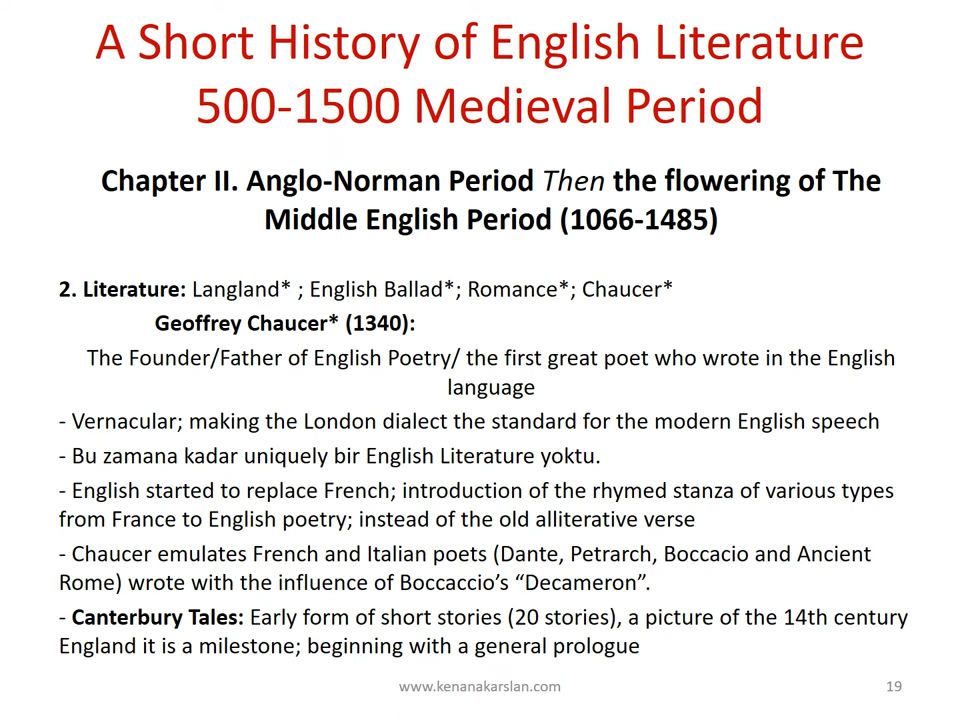 A Short History of English Literature
500-1500 Medieval Period
Chapter II. Anglo-Norman Period Then the flowering of The
Middle English Period (1066-1485)
2. Literature: Langland* ; English Ballad*; Romance*; Chaucer*
Geoffrey Chaucer* (1340):
The Founder/Father of English Poetry/ the first great poet who wrote in the English
language
- Vernacular; making the London dialect the standard for the modern English speech
- Bu zamana kadar uniquely bir English Literature yoktu.
- English started to replace French; introduction of the rhymed stanza of various types
from France to English poetry; instead of the old alliterative verse
- Chaucer emulates French and Italian poets (Dante, Petrarch, Boccacio and Ancient
Rome) wrote with the influence of Boccaccio’s “Decameron”.
- Canterbury Tales: Early form of short stories (20 stories), a picture of the 14th century
England it is a milestone; beginning with a general prologue
www.kenanakarslan.com
19